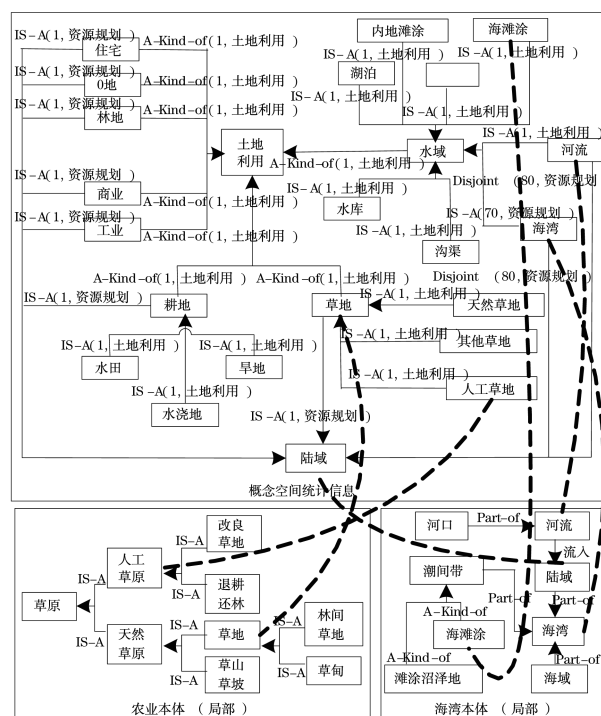 内地滩涂
海滩涂
IS-A(1, 资源规划)
住宅
A-Kind-of(1, 土地利用)
IS-A(1, 土地利用)
IS-A(1, 土地利用)
湖泊
IS-A(1, 资源规划)
0地
A-Kind-of(1, 土地利用)
IS-A(1, 土地利用)
IS-A(1, 土地利用)
IS-A(1, 资源规划)
林地
A-Kind-of(1, 土地利用)
IS-A(1, 土地利用)
土地
利用
水域
IS-A(1, 土地利用)
河流
A-Kind-of(1, 土地利用)
IS-A(1, 资源规划)
商业
A-Kind-of(1, 土地利用)
IS-A(1, 土地利用)
水库
Disjoint (80, 资源规划
IS-A(70, 资源规划)
IS-A(1, 资源规划)
工业
A-Kind-of(1, 土地利用)
IS-A(1, 土地利用)
沟渠
海湾
A-Kind-of(1, 土地利用)
A-Kind-of(1, 土地利用)
Disjoint (80, 资源规划)
IS-A(1, 资源规划)
耕地
草地
IS-A(1, 土地利用)
天然草地
IS-A(1, 土地利用)
其他草地
IS-A(1, 土地利用)
水田
IS-A(1, 土地利用)
旱地
IS-A(1, 土地利用)
人工草地
IS-A(1, 土地利用)
水浇地
IS-A(1, 资源规划)
陆域
概念空间统计信息
改良
草地
IS-A
人工
草原
IS-A
退耕
还林
IS-A
草原
IS-A
天然
草原
IS-A
草地
IS-A
草山
草坡
IS-A
林间
草地
IS-A
草甸
农业本体 (局部)
河口
Part-of
河流
流入
潮间带
陆域
Part-of
Part-of
A-Kind-of
海滩涂
海湾
A-Kind-of
Part-of
滩涂沼泽地
海域
海湾本体 (局部)